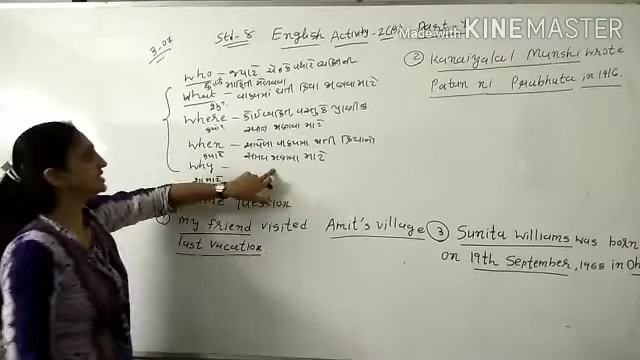 3.07
Std-8 English Activity-2(B) Part-
Made with KINEMASTER
who - જ્યારે એક કે વધારે વ્યક્તિની
માહિતી મેળવવા
What - વાક્યમાં થતી ક્રિયા જાણવા માટે
શું?
where - કોઈ વ્યક્તિ, વસ્તુ કે પ્રાણીનું
ક્યાં? સ્થાન જાણવા માટે
when - આપેલા વાક્યમાં થતી ક્રિયાનો
ક્યારે સમય જાણવા માટે
why -
શા માટે
question
my friend visited Amit's village
last vacation
② Kanaiyalal Munshi wrote
Patan ni Prabhuta in 1916.
③ Sunita Williams was born
on 19th September, 1965 in Oh